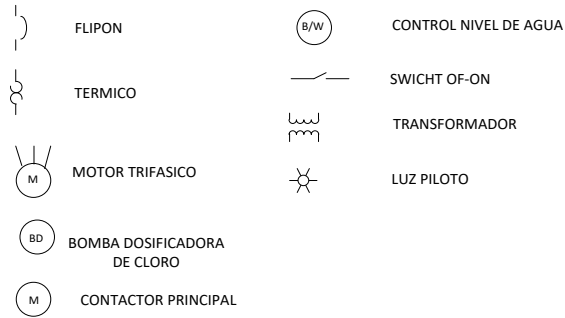 FLIPON
TERMICO
M
MOTOR TRIFASICO
BD
BOMBA DOSIFICADORA
DE CLORO
M
CONTACTOR PRINCIPAL
B/W
CONTROL NIVEL DE AGUA
SWICHT OF-ON
TRANSFORMADOR
LUZ PILOTO